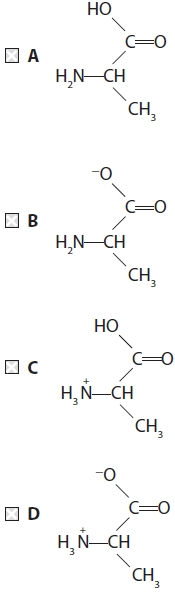 HO
C=O
A H₂N—CH
CH₃
⁻O
C=O
B H₂N—CH
CH₃
HO
C=O
C H₃N⁺—CH
CH₃
⁻O
C=O
D H₃N⁺—CH
CH₃